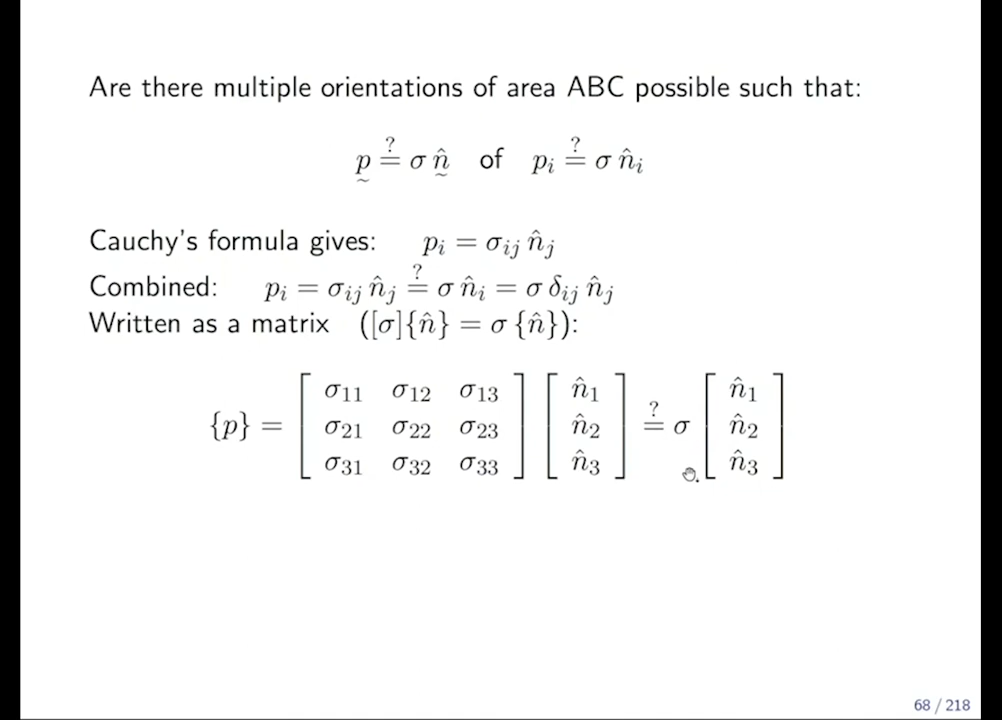 Are there multiple orientations of area ABC possible such that:
p̰ ≟ σ n̰̂ of pᵢ ≟ σ n̂ᵢ
Cauchy's formula gives: pᵢ = σᵢⱼ n̂ⱼ
Combined: pᵢ = σᵢⱼ n̂ⱼ ≟ σ n̂ᵢ = σ δᵢⱼ n̂ⱼ
Written as a matrix ([σ]{n̂} = σ {n̂}):
{p} = [ σ₁₁ σ₁₂ σ₁₃ ] [ n̂₁ ] ≟ σ [ n̂₁ ]
[ σ₂₁ σ₂₂ σ₂₃ ] [ n̂₂ ] [ n̂₂ ]
[ σ₃₁ σ₃₂ σ₃₃ ] [ n̂₃ ] [ n̂₃ ]
68 / 218